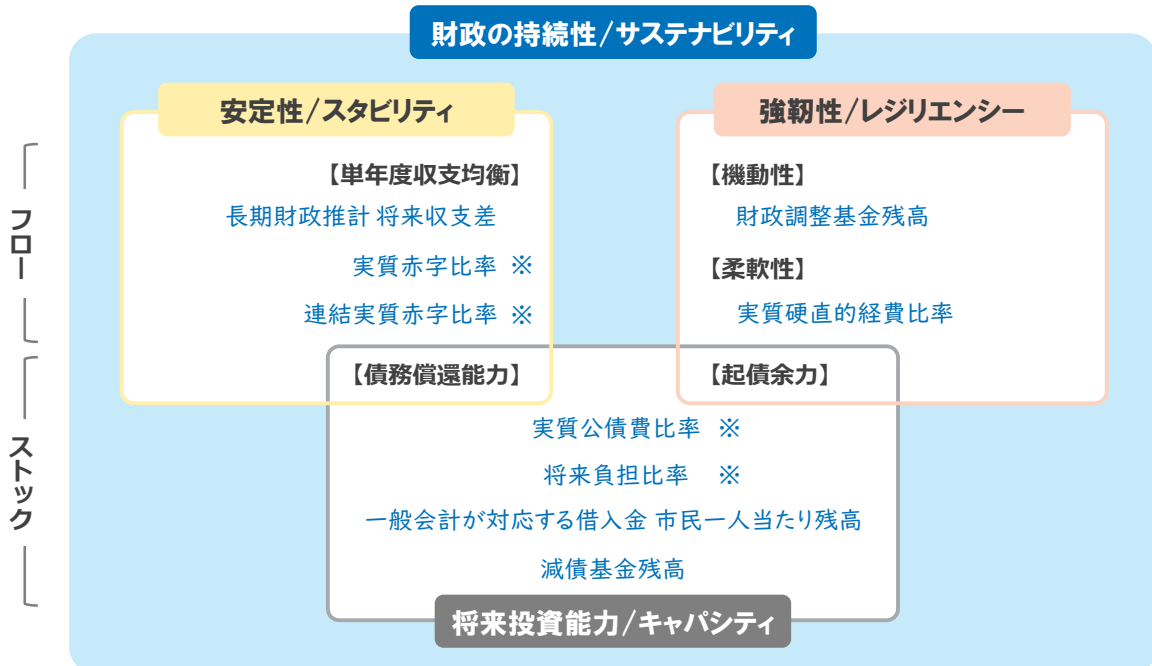 財政の持続性/サステナビリティ
安定性/スタビリティ
【単年度収支均衡】
長期財政推計 将来収支差
実質赤字比率 ※
連結実質赤字比率 ※
強靭性/レジリエンシー
【機動性】
財政調整基金残高
【柔軟性】
実質硬直的経費比率
フロー
ストック
【債務償還能力】
【起債余力】
実質公債費比率 ※
将来負担比率 ※
一般会計が対応する借入金 市民一人当たり残高
減債基金残高
将来投資能力/キャパシティ